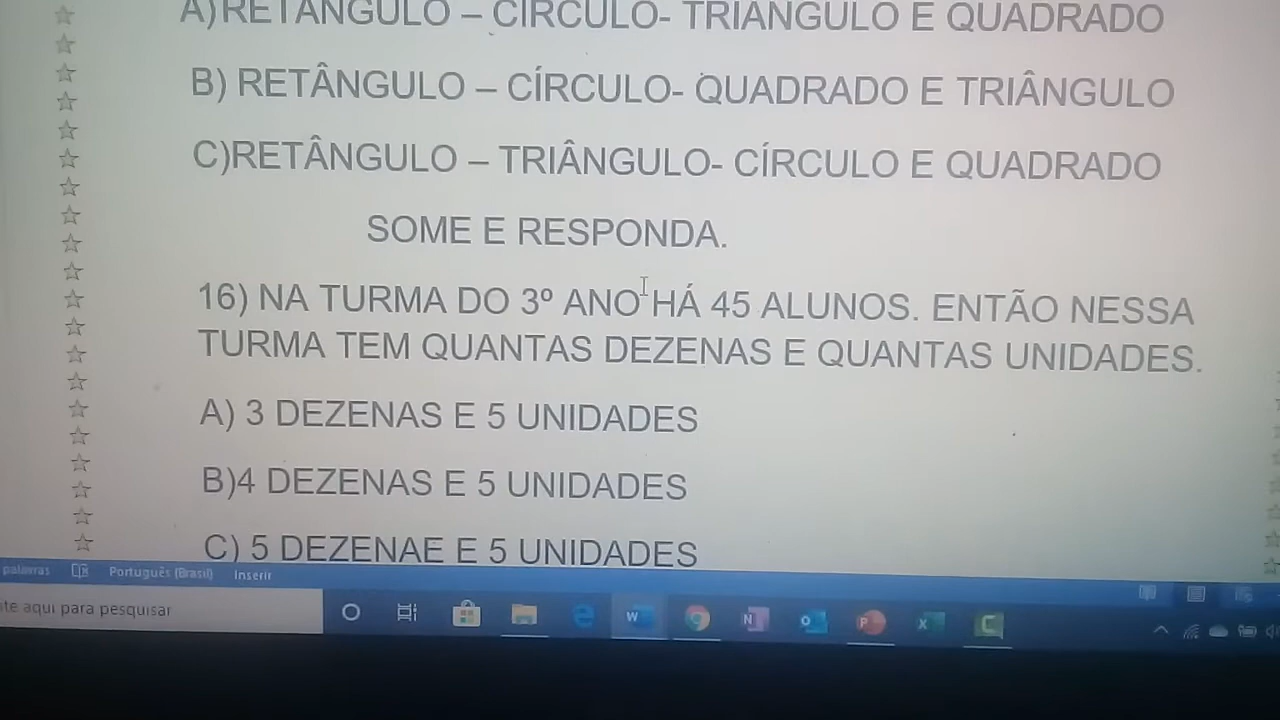 A)RETÂNGULO – CÍRCULO- TRIÂNGULO E QUADRADO
B) RETÂNGULO – CÍRCULO- QUADRADO E TRIÂNGULO
C)RETÂNGULO – TRIÂNGULO- CÍRCULO E QUADRADO
SOME E RESPONDA.
16) NA TURMA DO 3º ANO HÁ 45 ALUNOS. ENTÃO NESSA
TURMA TEM QUANTAS DEZENAS E QUANTAS UNIDADES.
A) 3 DEZENAS E 5 UNIDADES
B)4 DEZENAS E 5 UNIDADES
C) 5 DEZENAE E 5 UNIDADES
palavras Português (Brasil) Inserir
te aqui para pesquisar